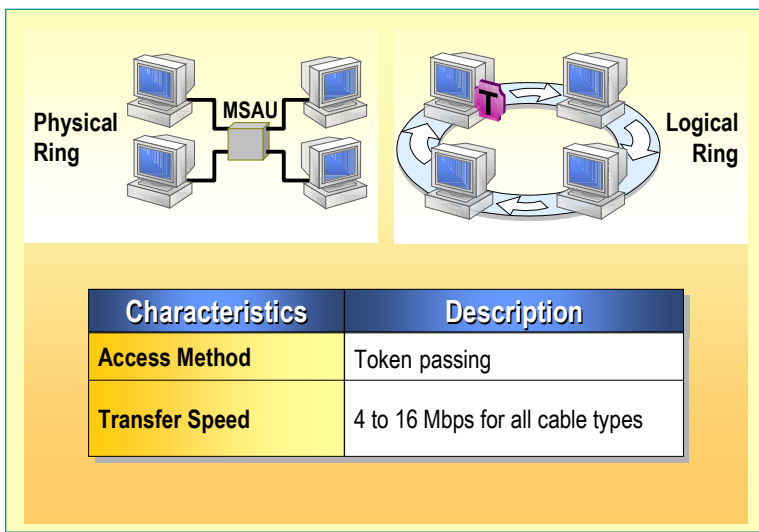 Physical
Ring
MSAU
T
Logical
Ring
Characteristics Description
Access Method Token passing
Transfer Speed 4 to 16 Mbps for all cable types